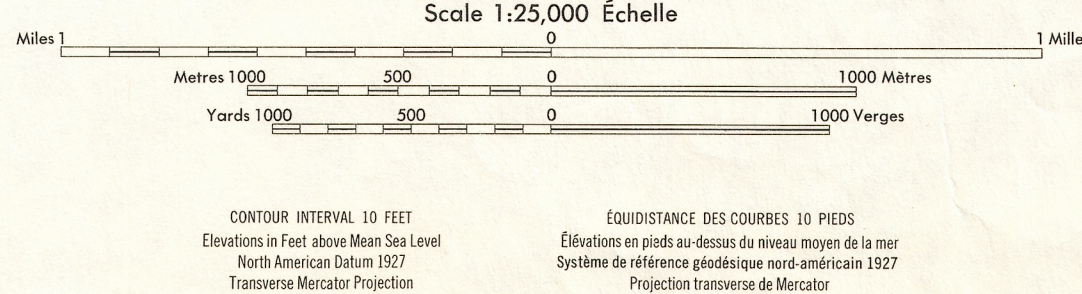 Scale 1:25,000 Échelle
Miles 1 0 1 Mille
Metres 1000 500 0 1000 Mètres
Yards 1000 500 0 1000 Verges
CONTOUR INTERVAL 10 FEET
Elevations in Feet above Mean Sea Level
North American Datum 1927
Transverse Mercator Projection
ÉQUIDISTANCE DES COURBES 10 PIEDS
Élévations en pieds au-dessus du niveau moyen de la mer
Système de référence géodésique nord-américain 1927
Projection transverse de Mercator